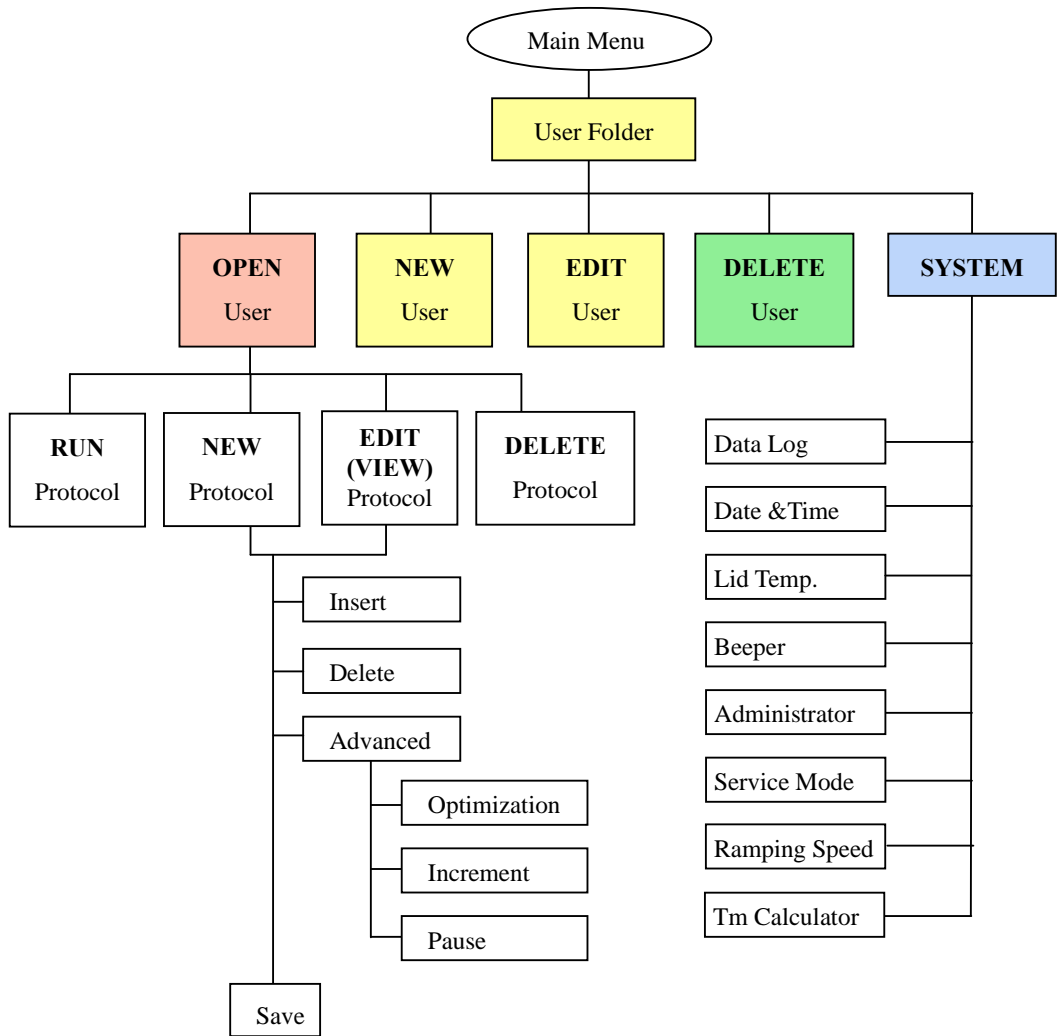 Main Menu
User Folder
OPEN
User
NEW
User
EDIT
User
DELETE
User
SYSTEM
RUN
Protocol
NEW
Protocol
EDIT
(VIEW)
Protocol
DELETE
Protocol
Insert
Delete
Advanced
Optimization
Increment
Pause
Save
Data Log
Date &Time
Lid Temp.
Beeper
Administrator
Service Mode
Ramping Speed
Tm Calculator